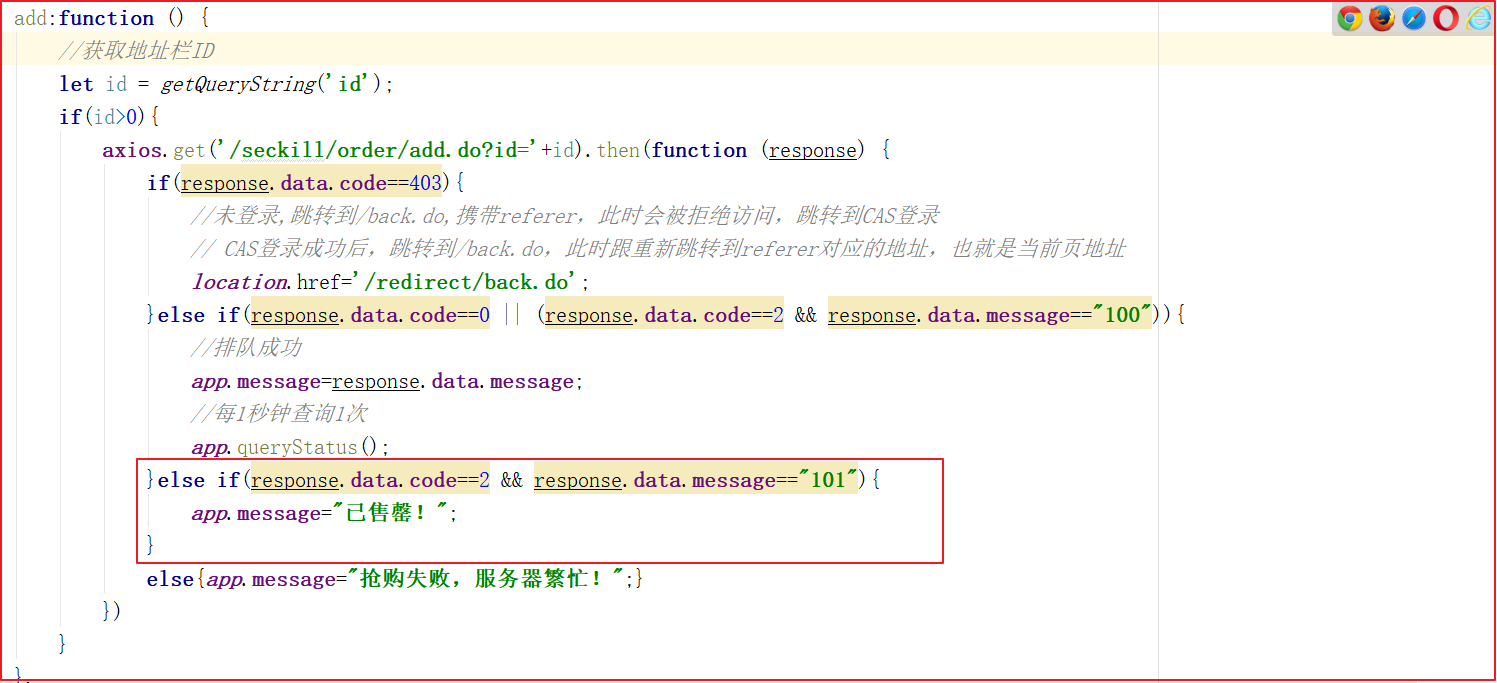 add:function () {
//获取地址栏ID
let id = getQueryString('id');
if(id>0){
axios.get('/seckill/order/add.do?id='+id).then(function (response) {
if(response.data.code==403){
//未登录,跳转到/back.do,携带referer，此时会被拒绝访问，跳转到CAS登录
// CAS登录成功后，跳转到/back.do，此时跟重新跳转到referer对应的地址，也就是当前页地址
location.href='/redirect/back.do';
}else if(response.data.code==0 || (response.data.code==2 && response.data.message=="100")){
//排队成功
app.message=response.data.message;
//每1秒钟查询1次
app.queryStatus();
}else if(response.data.code==2 && response.data.message=="101"){
app.message="已售罄！";
}
else{app.message="抢购失败，服务器繁忙！";}
})
}
},